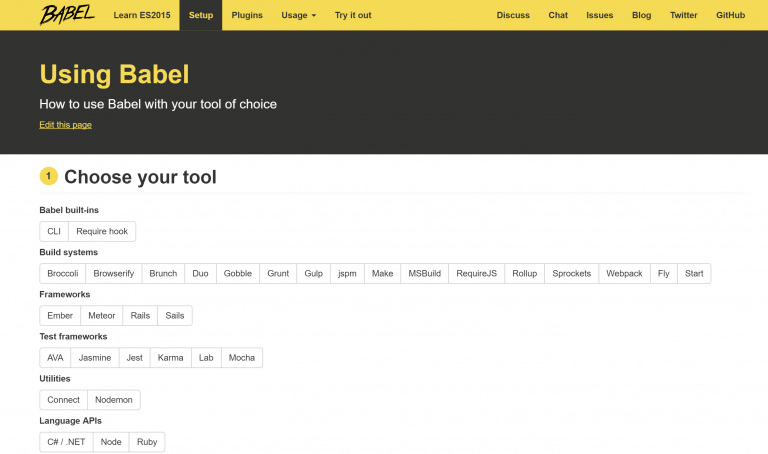 BABEL Learn ES2015 Setup Plugins Usage Try it out Discuss Chat Issues Blog Twitter GitHub
Using Babel
How to use Babel with your tool of choice
Edit this page
1 Choose your tool
Babel built-ins
CLI Require hook
Build systems
Broccoli Browserify Brunch Duo Gobble Grunt Gulp jspm Make MSBuild RequireJS Rollup Sprockets Webpack Fly Start
Frameworks
Ember Meteor Rails Sails
Test frameworks
AVA Jasmine Jest Karma Lab Mocha
Utilities
Connect Nodemon
Language APIs
C# / .NET Node Ruby